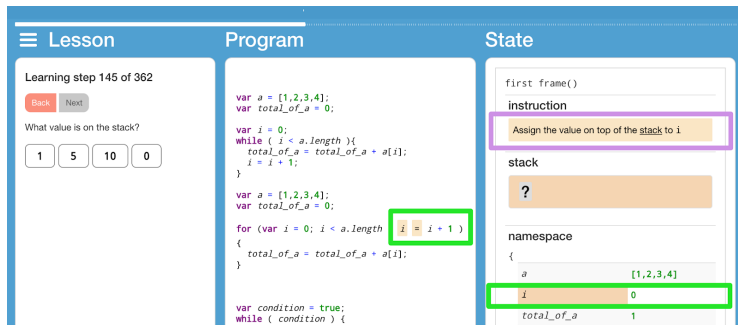 Lesson
Learning step 145 of 362
Back Next
What value is on the stack?
1 5 10 0
Program
var a = [1,2,3,4];
var total_of_a = 0;
var i = 0;
while ( i < a.length ){
total_of_a = total_of_a + a[i];
i = i + 1;
}
var a = [1,2,3,4];
var total_of_a = 0;
for (var i = 0; i < a.length i = i + 1 )
{
total_of_a = total_of_a + a[i];
}
var condition = true;
while ( condition ) {
State
first frame()
instruction
Assign the value on top of the stack to i
stack
?
namespace
{
a [1,2,3,4]
i 0
total_of_a 1